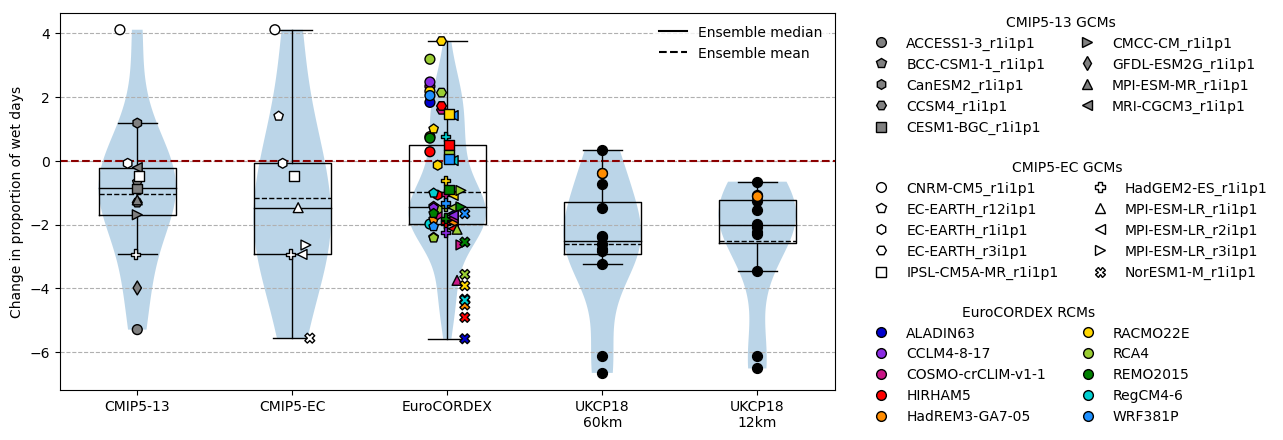 Change in proportion of wet days
4
2
0
−2
−4
−6
Ensemble median
Ensemble mean
CMIP5-13
CMIP5-EC
EuroCORDEX
UKCP18
60km
UKCP18
12km
CMIP5-13 GCMs
ACCESS1-3_r1i1p1
BCC-CSM1-1_r1i1p1
CanESM2_r1i1p1
CCSM4_r1i1p1
CESM1-BGC_r1i1p1
CMCC-CM_r1i1p1
GFDL-ESM2G_r1i1p1
MPI-ESM-MR_r1i1p1
MRI-CGCM3_r1i1p1
CMIP5-EC GCMs
CNRM-CM5_r1i1p1
EC-EARTH_r12i1p1
EC-EARTH_r1i1p1
EC-EARTH_r3i1p1
IPSL-CM5A-MR_r1i1p1
HadGEM2-ES_r1i1p1
MPI-ESM-LR_r1i1p1
MPI-ESM-LR_r2i1p1
MPI-ESM-LR_r3i1p1
NorESM1-M_r1i1p1
EuroCORDEX RCMs
ALADIN63
CCLM4-8-17
COSMO-crCLIM-v1-1
HIRHAM5
HadREM3-GA7-05
RACMO22E
RCA4
REMO2015
RegCM4-6
WRF381P